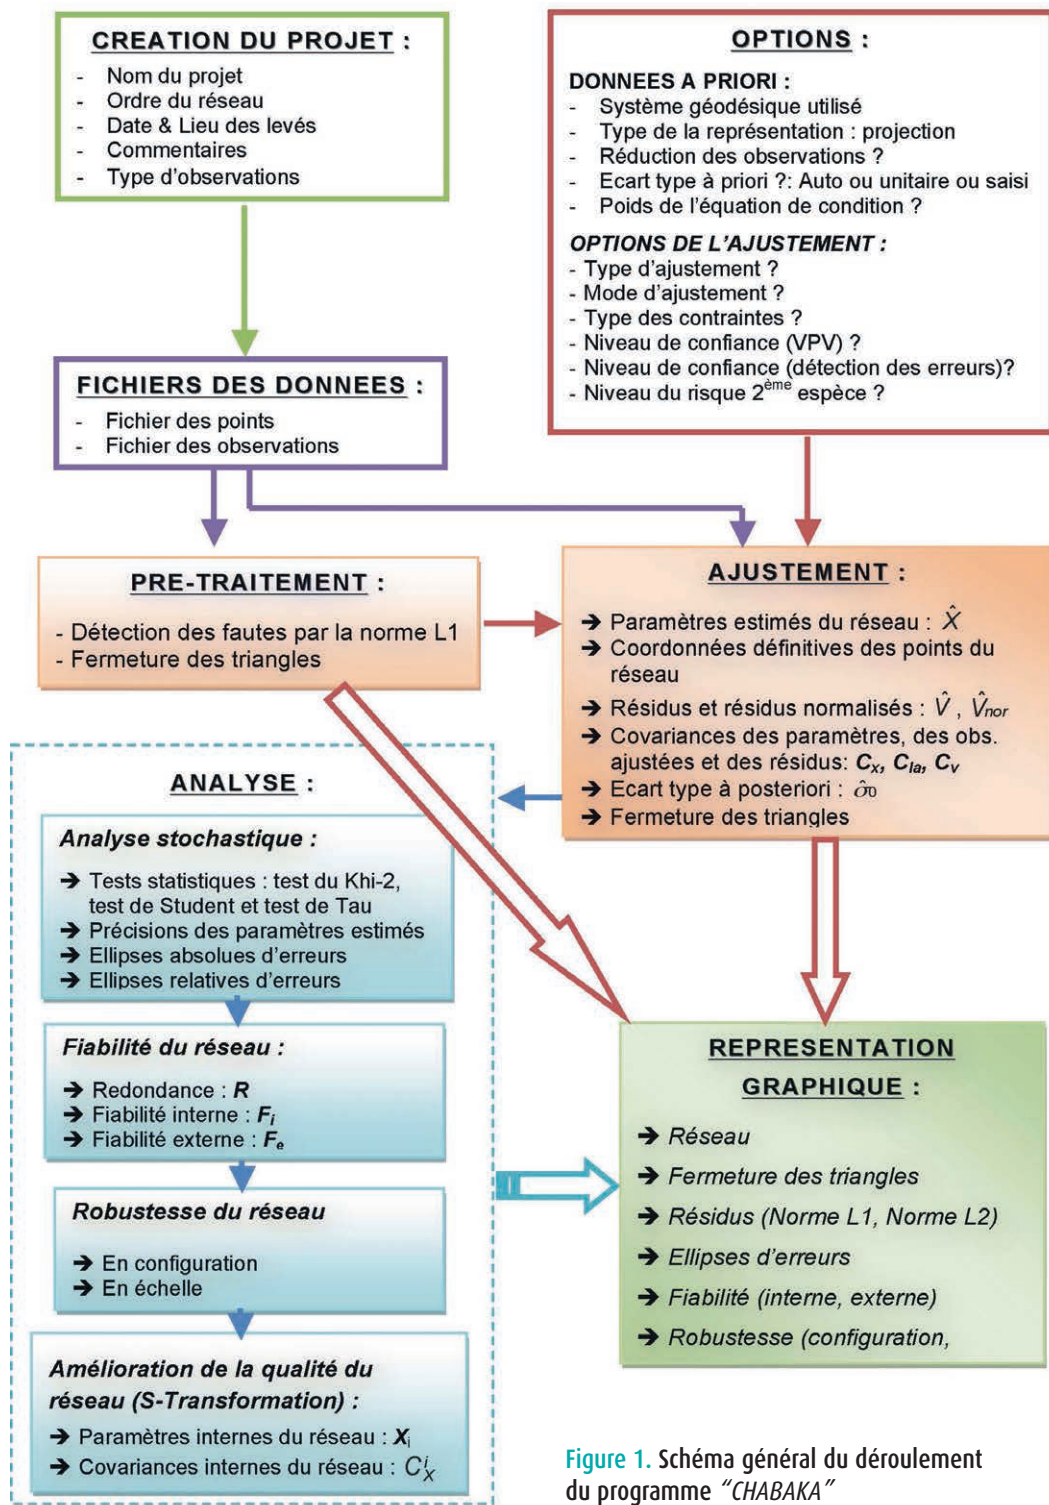 CREATION DU PROJET :
- Nom du projet
- Ordre du réseau
- Date & Lieu des levés
- Commentaires
- Type d'observations
OPTIONS :
DONNEES A PRIORI :
- Système géodésique utilisé
- Type de la représentation : projection
- Réduction des observations ?
- Ecart type à priori ?: Auto ou unitaire ou saisi
- Poids de l'équation de condition ?
OPTIONS DE L'AJUSTEMENT :
- Type d'ajustement ?
- Mode d'ajustement ?
- Type des contraintes ?
- Niveau de confiance (VPV) ?
- Niveau de confiance (détection des erreurs)?
- Niveau du risque 2ème espèce ?
FICHIERS DES DONNEES :
- Fichier des points
- Fichier des observations
PRE-TRAITEMENT :
- Détection des fautes par la norme L1
- Fermeture des triangles
AJUSTEMENT :
➔ Paramètres estimés du réseau : X̂
➔ Coordonnées définitives des points du
réseau
➔ Résidus et résidus normalisés : V̂ , V̂nor
➔ Covariances des paramètres, des obs.
ajustées et des résidus: Cx, Cla, Cv
➔ Ecart type à posteriori : σ̂0
➔ Fermeture des triangles
ANALYSE :
Analyse stochastique :
➔ Tests statistiques : test du Khi-2,
test de Student et test de Tau
➔ Précisions des paramètres estimés
➔ Ellipses absolues d'erreurs
➔ Ellipses relatives d'erreurs
Fiabilité du réseau :
➔ Redondance : R
➔ Fiabilité interne : Fi
➔ Fiabilité externe : Fe
Robustesse du réseau
➔ En configuration
➔ En échelle
Amélioration de la qualité du
réseau (S-Transformation) :
➔ Paramètres internes du réseau : Xi
➔ Covariances internes du réseau : C_X^i
REPRESENTATION
GRAPHIQUE :
➔ Réseau
➔ Fermeture des triangles
➔ Résidus (Norme L1, Norme L2)
➔ Ellipses d'erreurs
➔ Fiabilité (interne, externe)
➔ Robustesse (configuration,
Figure 1. Schéma général du déroulement
du programme "CHABAKA"